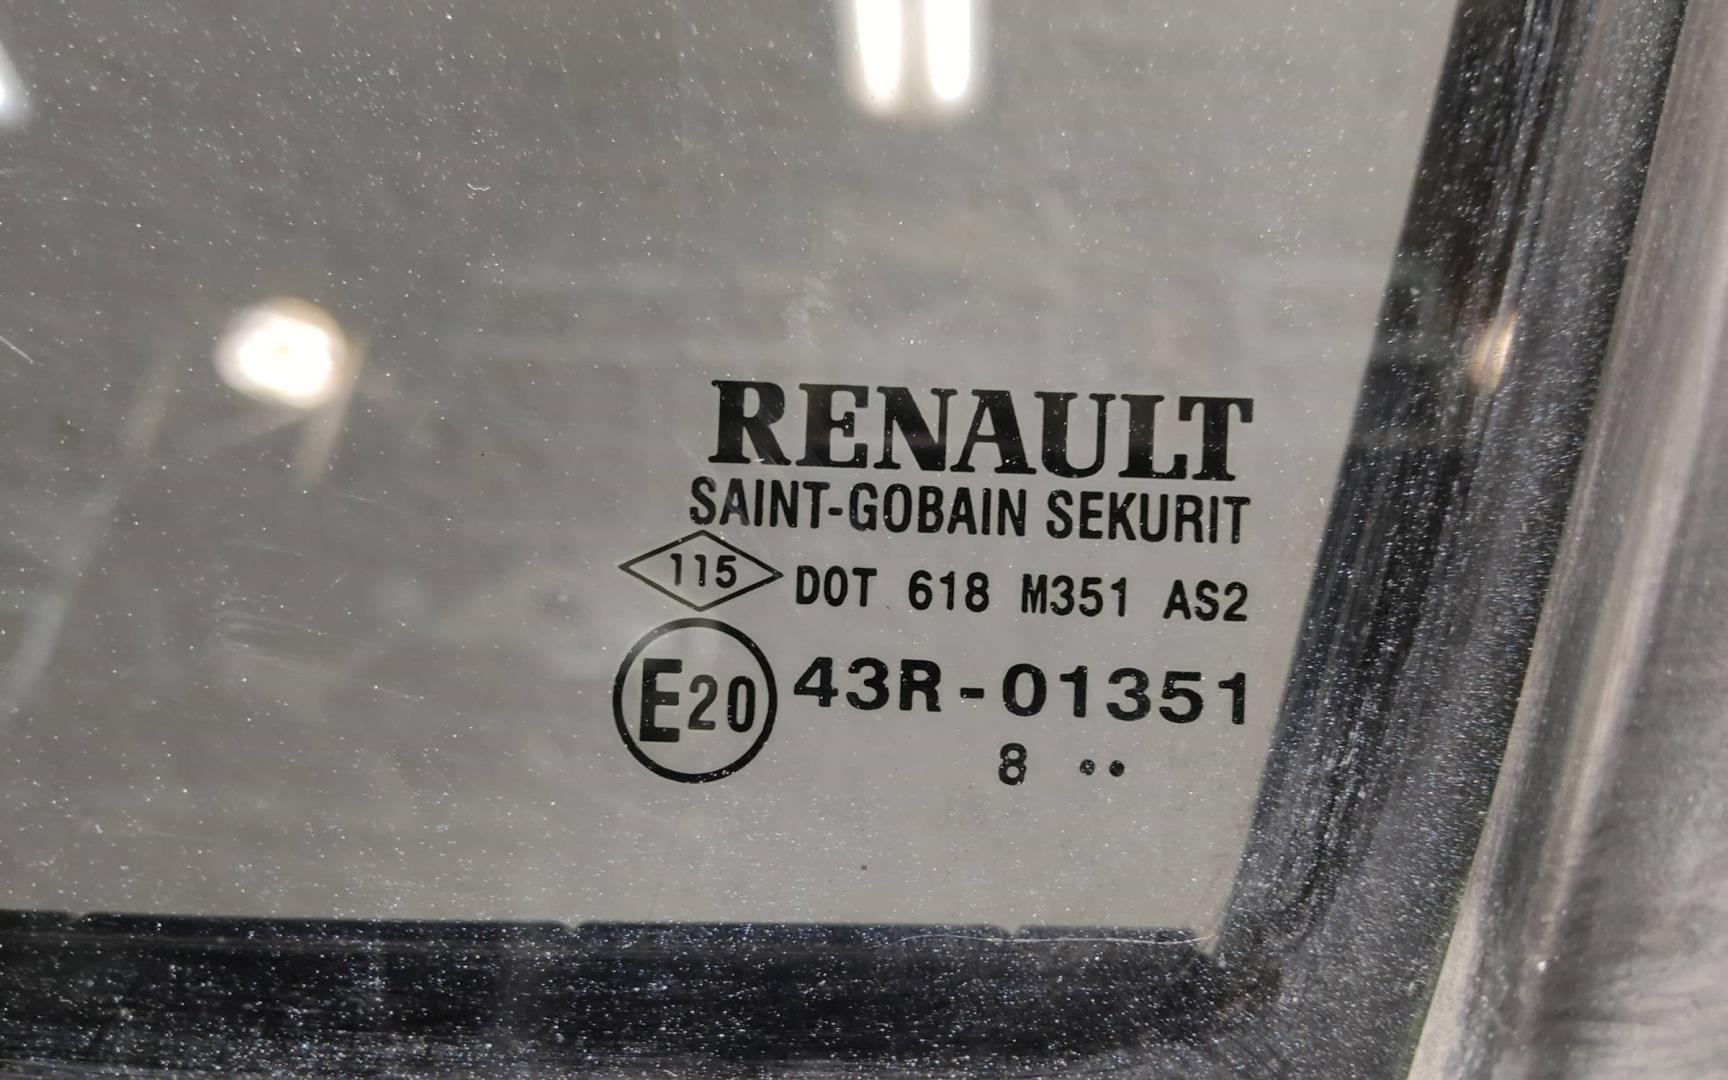 RENAULT
SAINT-GOBAIN SEKURIT
115 DOT 618 M351 AS2
E20 43R-01351
8 ••